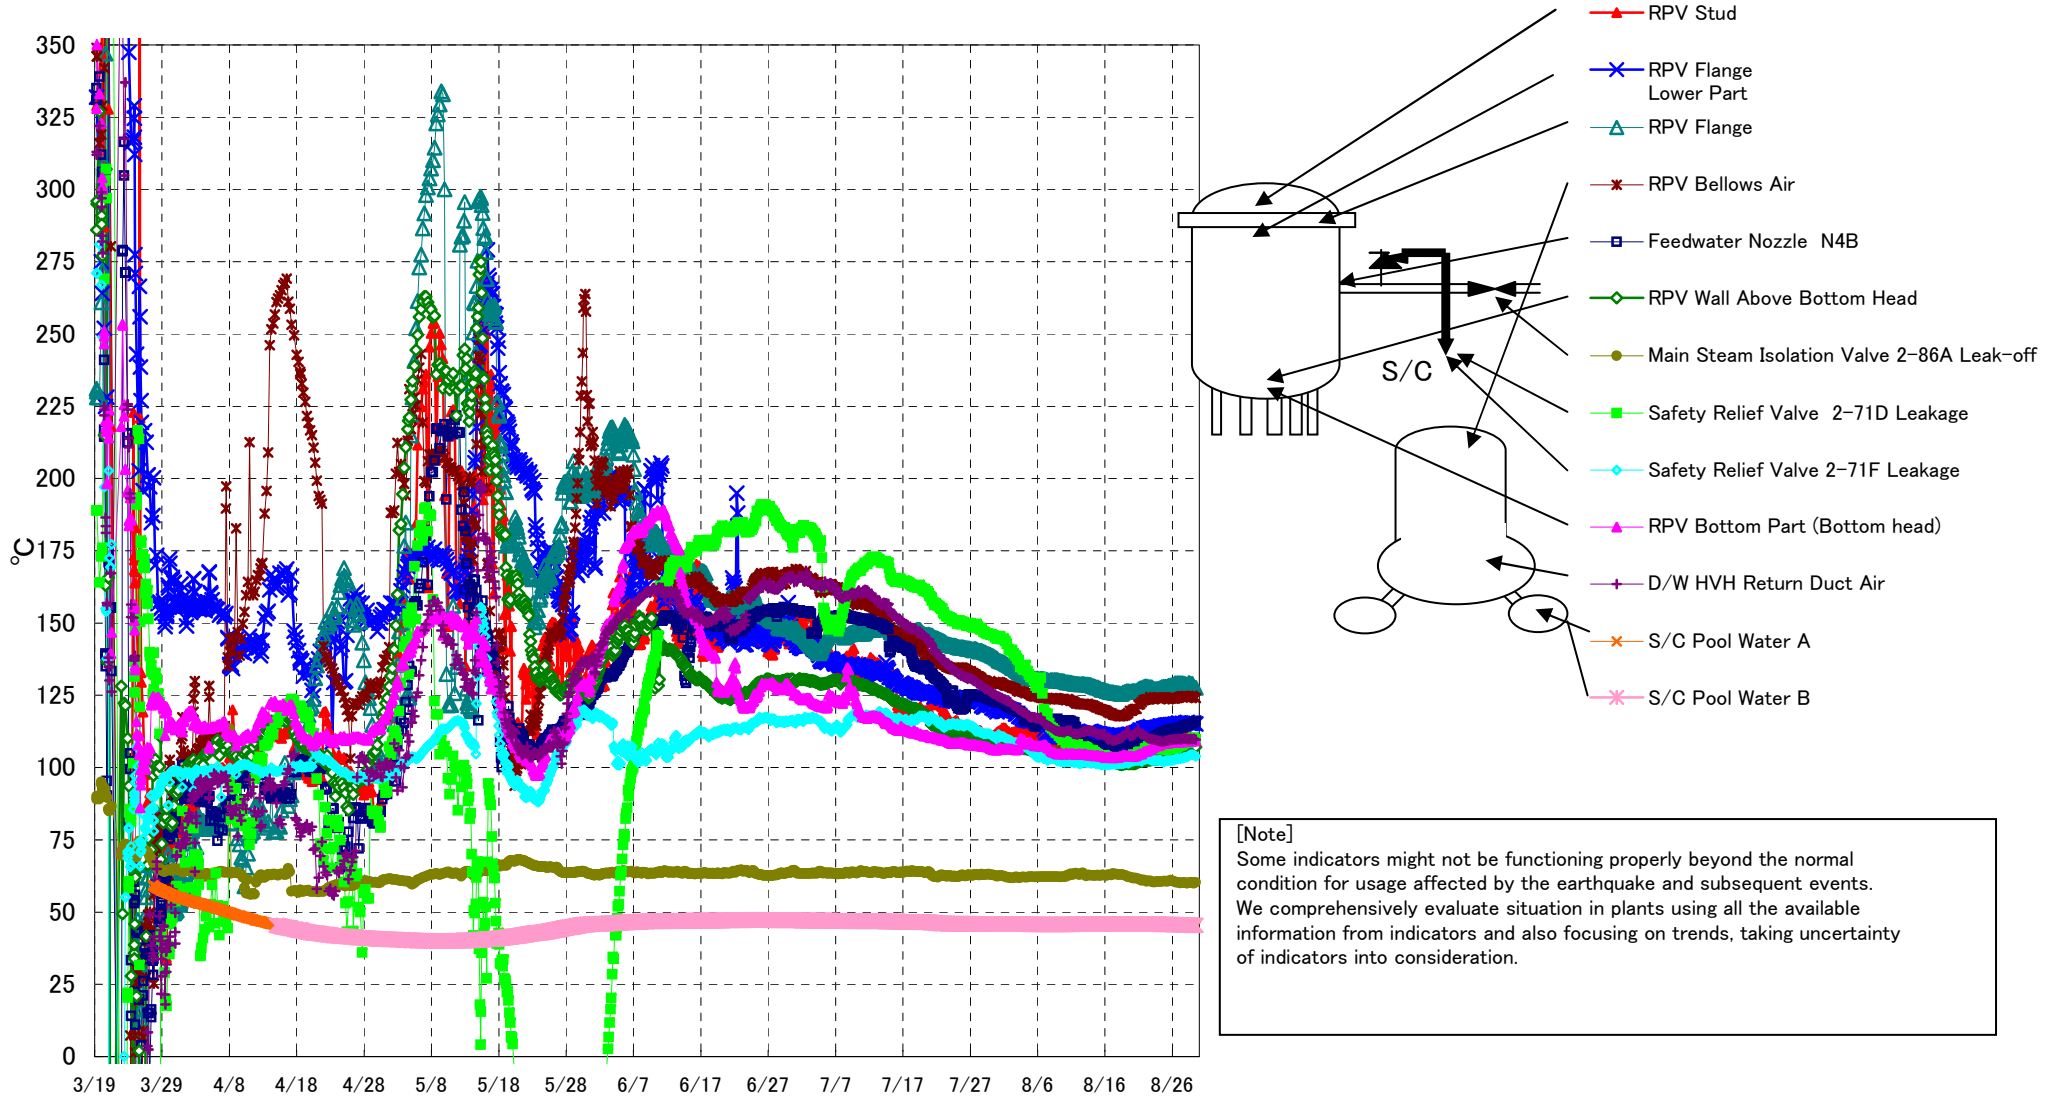 350
325
300
275
250
225
200
175
150
125
100
75
50
25
0
℃
3/19 3/29 4/8 4/18 4/28 5/8 5/18 5/28 6/7 6/17 6/27 7/7 7/17 7/27 8/6 8/16 8/26
RPV Stud
RPV Flange
Lower Part
RPV Flange
RPV Bellows Air
Feedwater Nozzle N4B
RPV Wall Above Bottom Head
Main Steam Isolation Valve 2-86A Leak-off
Safety Relief Valve 2-71D Leakage
Safety Relief Valve 2-71F Leakage
RPV Bottom Part (Bottom head)
D/W HVH Return Duct Air
S/C Pool Water A
S/C Pool Water B
S/C
[Note]
Some indicators might not be functioning properly beyond the normal
condition for usage affected by the earthquake and subsequent events.
We comprehensively evaluate situation in plants using all the available
information from indicators and also focusing on trends, taking uncertainty
of indicators into consideration.